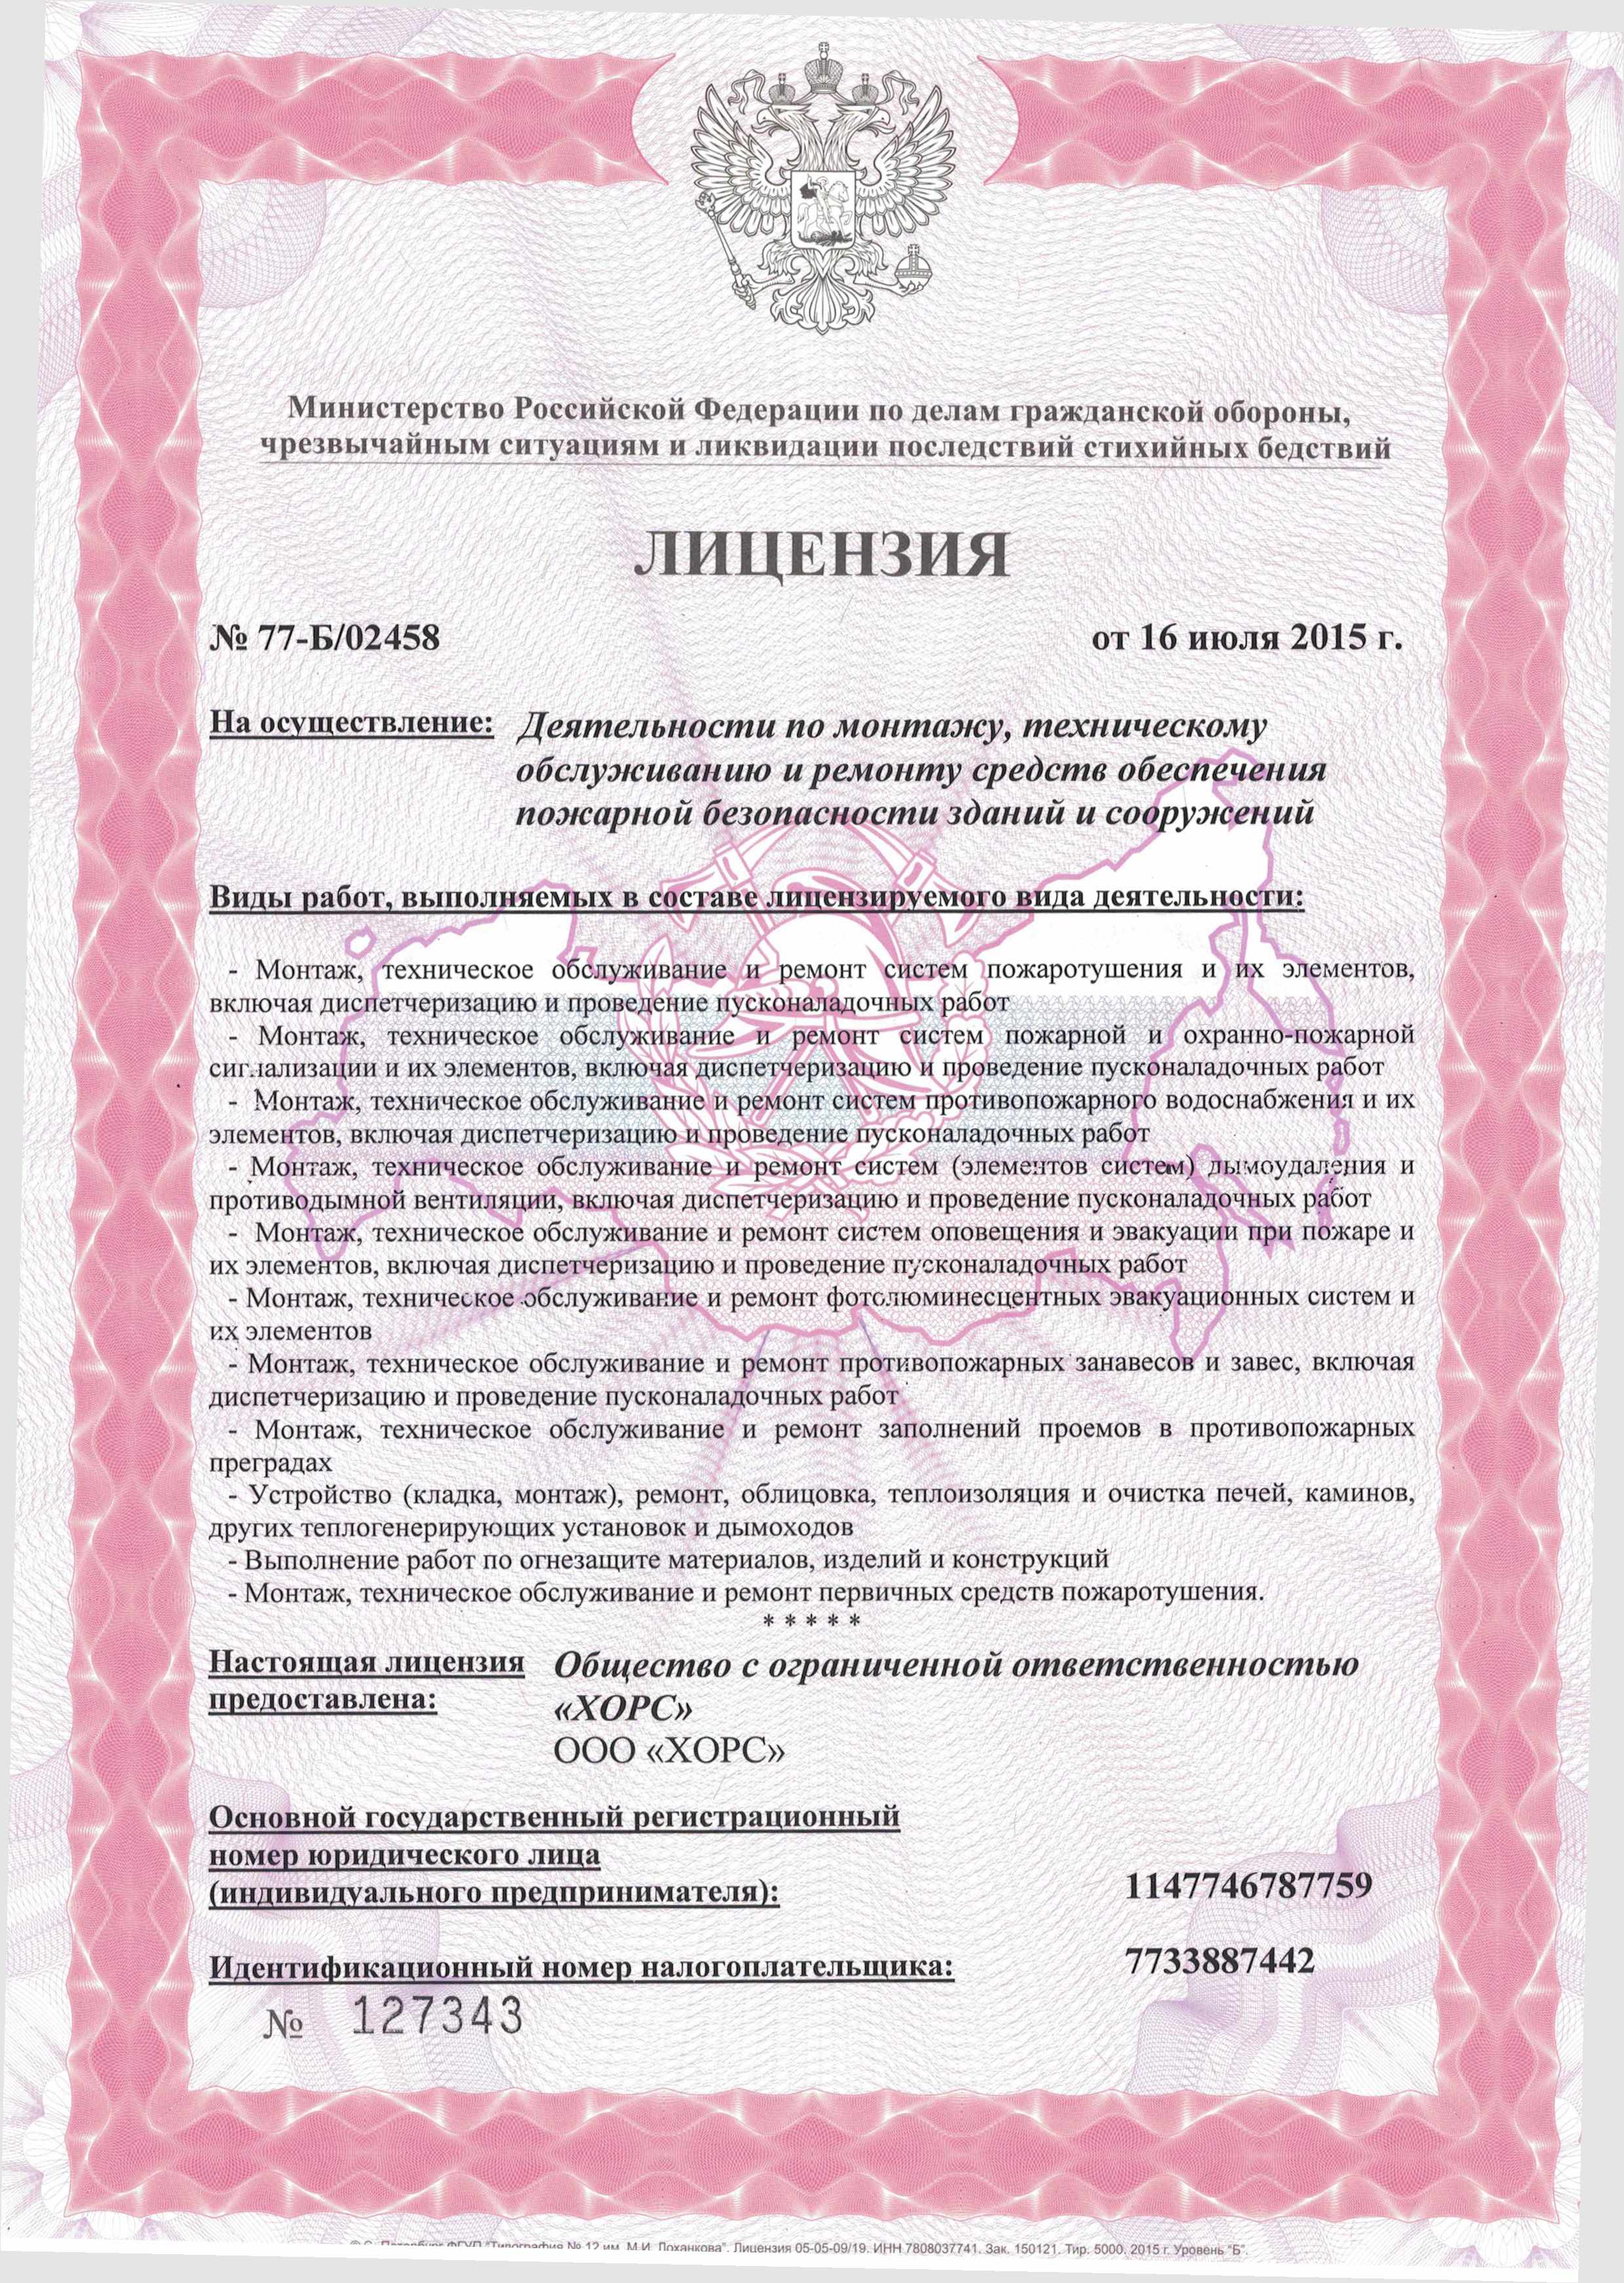 Министерство Российской Федерации по делам гражданской обороны,
чрезвычайным ситуациям и ликвидации последствий стихийных бедствий
ЛИЦЕНЗИЯ
№ 77-Б/02458 от 16 июля 2015 г.
На осуществление: Деятельности по монтажу, техническому
обслуживанию и ремонту средств обеспечения
пожарной безопасности зданий и сооружений
Виды работ, выполняемых в составе лицензируемого вида деятельности:
- Монтаж, техническое обслуживание и ремонт систем пожаротушения и их элементов,
включая диспетчеризацию и проведение пусконаладочных работ
- Монтаж, техническое обслуживание и ремонт систем пожарной и охранно-пожарной
сигнализации и их элементов, включая диспетчеризацию и проведение пусконаладочных работ
- Монтаж, техническое обслуживание и ремонт систем противопожарного водоснабжения и их
элементов, включая диспетчеризацию и проведение пусконаладочных работ
- Монтаж, техническое обслуживание и ремонт систем (элементов систем) дымоудаления и
противодымной вентиляции, включая диспетчеризацию и проведение пусконаладочных работ
- Монтаж, техническое обслуживание и ремонт систем оповещения и эвакуации при пожаре и
их элементов, включая диспетчеризацию и проведение пусконаладочных работ
- Монтаж, техническое обслуживание и ремонт фотолюминесцентных эвакуационных систем и
их элементов
- Монтаж, техническое обслуживание и ремонт противопожарных занавесов и завес, включая
диспетчеризацию и проведение пусконаладочных работ
- Монтаж, техническое обслуживание и ремонт заполнений проемов в противопожарных
преградах
- Устройство (кладка, монтаж), ремонт, облицовка, теплоизоляция и очистка печей, каминов,
других теплогенерирующих установок и дымоходов
- Выполнение работ по огнезащите материалов, изделий и конструкций
- Монтаж, техническое обслуживание и ремонт первичных средств пожаротушения.
* * * * *
Настоящая лицензия Общество с ограниченной ответственностью
предоставлена: «ХОРС»
ООО «ХОРС»
Основной государственный регистрационный
номер юридического лица
(индивидуального предпринимателя): 1147746787759
Идентификационный номер налогоплательщика: 7733887442
№ 127343
ФГУП "Типография № 12 им. М.И. Лоханкова". Лицензия 05-05-09/19. ИНН 7808037741. Зак. 150121. Тир. 5000. 2015 г. Уровень "Б".